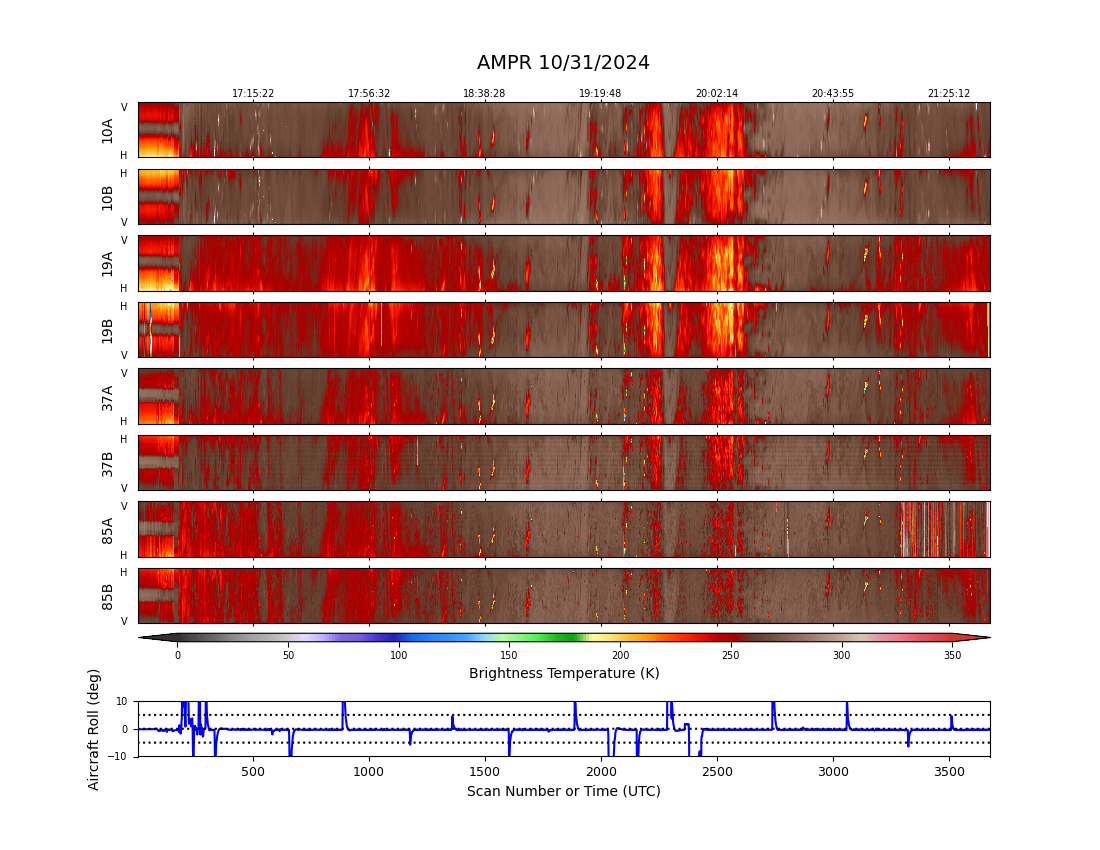 AMPR 10/31/2024
17:15:22 17:56:32 18:38:28 19:19:48 20:02:14 20:43:55 21:25:12
V
10A
H
H
10B
V
V
19A
H
H
19B
V
V
37A
H
H
37B
V
V
85A
H
H
85B
V
0 50 100 150 200 250 300 350
Brightness Temperature (K)
Aircraft Roll (deg)
10
0
−10
500 1000 1500 2000 2500 3000 3500
Scan Number or Time (UTC)